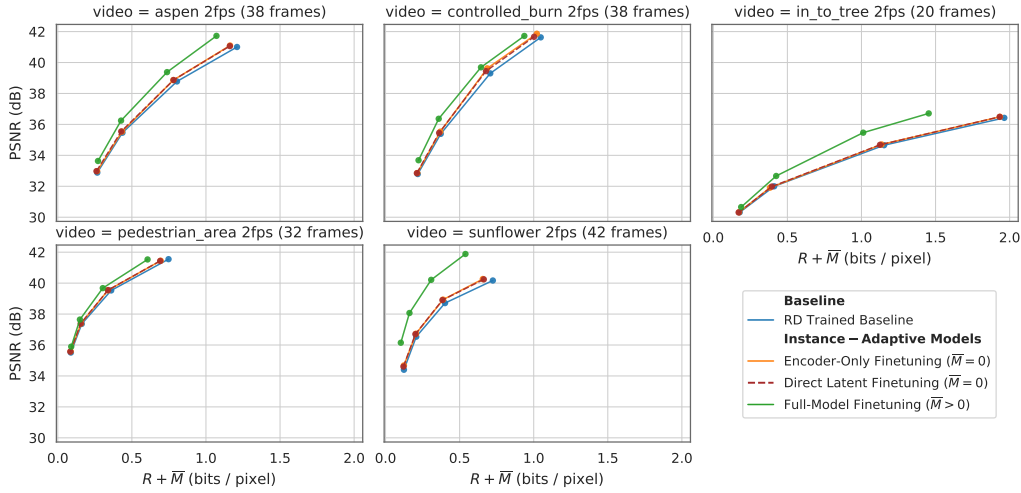 video = aspen 2fps (38 frames)
video = controlled_burn 2fps (38 frames)
video = in_to_tree 2fps (20 frames)
PSNR (dB)
42
40
38
36
34
32
30
0.0 0.5 1.0 1.5 2.0
R + M̅ (bits / pixel)
video = pedestrian_area 2fps (32 frames)
video = sunflower 2fps (42 frames)
PSNR (dB)
42
40
38
36
34
32
30
0.0 0.5 1.0 1.5 2.0
R + M̅ (bits / pixel)
0.0 0.5 1.0 1.5 2.0
R + M̅ (bits / pixel)
Baseline
RD Trained Baseline
Instance − Adaptive Models
Encoder-Only Finetuning (M̅ = 0)
Direct Latent Finetuning (M̅ = 0)
Full-Model Finetuning (M̅ > 0)